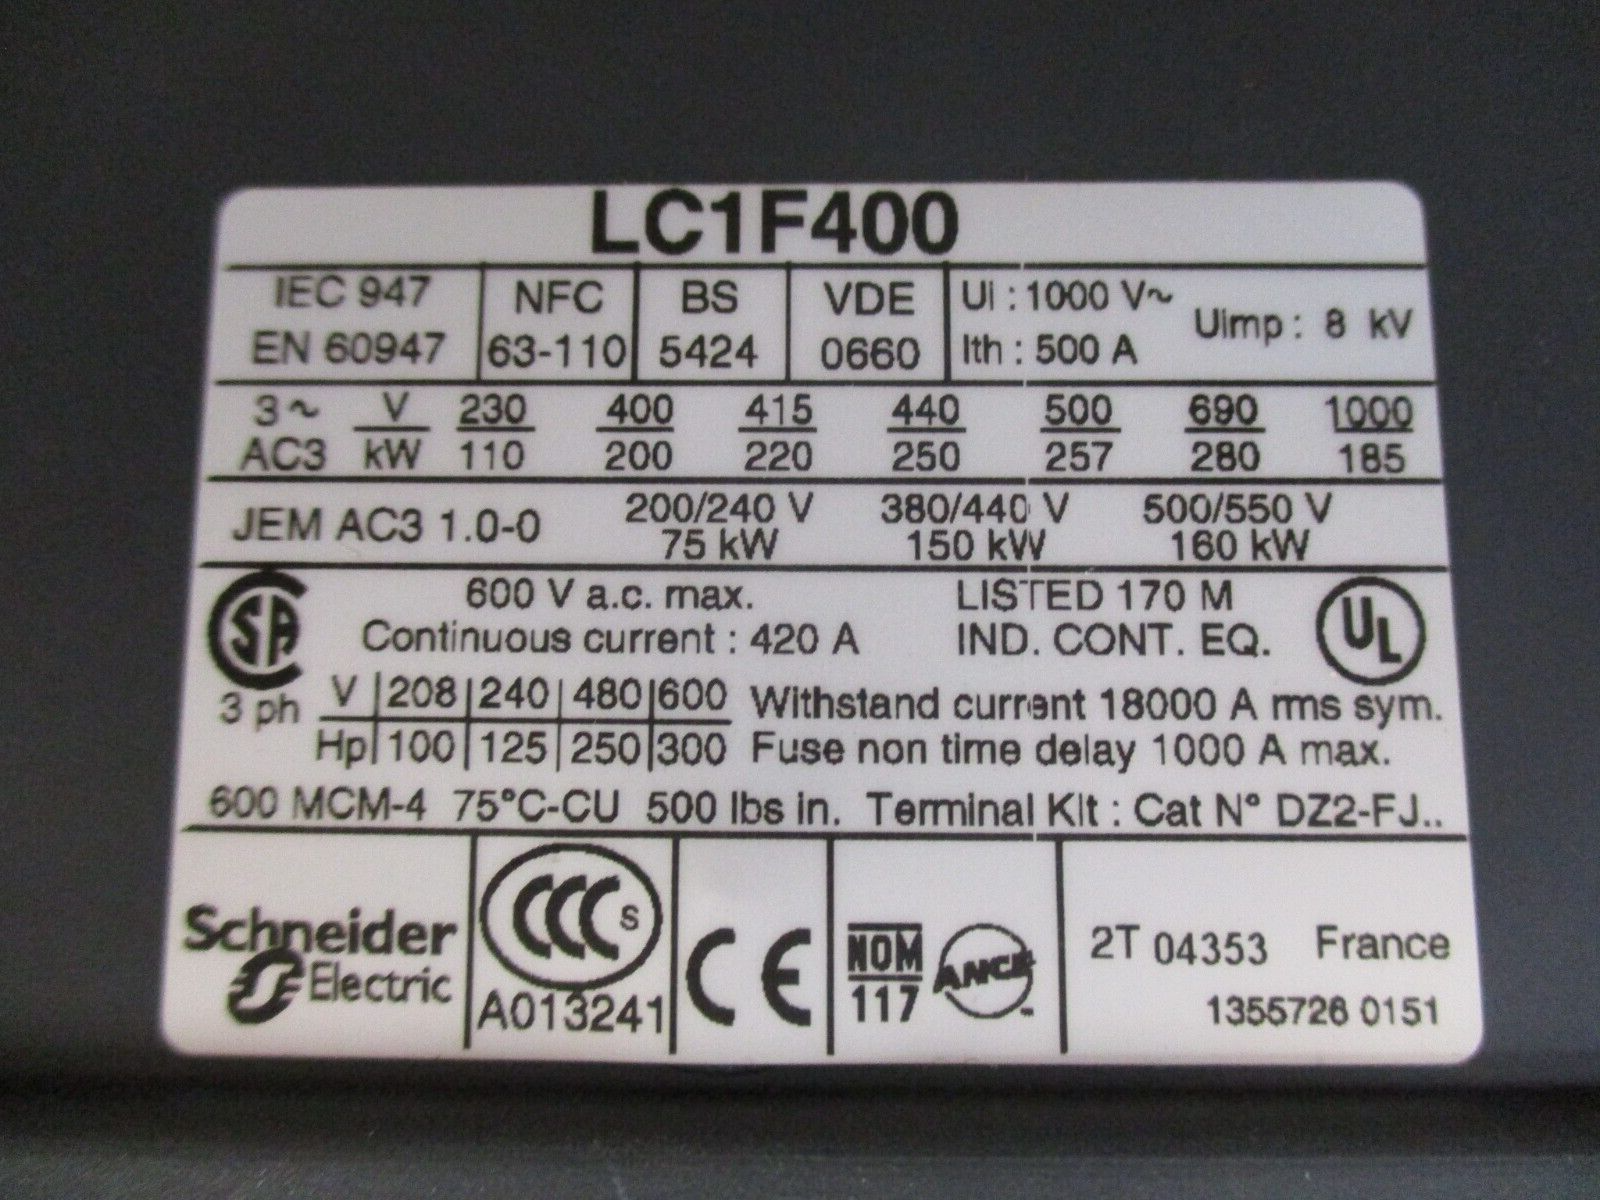 LC1F400
IEC 947
EN 60947
NFC
63-110
BS
5424
VDE
0660
Ui : 1000 V~
Ith : 500 A
Uimp : 8 kV
3~ V 230 400 415 440 500 690 1000
AC3 kW 110 200 220 250 257 280 185
JEM AC3 1.0-0
200/240 V 380/440 V 500/550 V
75 kW 150 kW 160 kW
SA
600 V a.c. max. LISTED 170 M
Continuous current : 420 A IND. CONT. EQ.
UL
3 ph
V 208 240 480 600 Withstand current 18000 A rms sym.
Hp 100 125 250 300 Fuse non time delay 1000 A max.
600 MCM-4 75°C-CU 500 lbs in. Terminal Kit : Cat N° DZ2-FJ..
Schneider
Electric
CCC S
A013241
CE
NOM
117
ANCE
2T 04353 France
1355726 0151